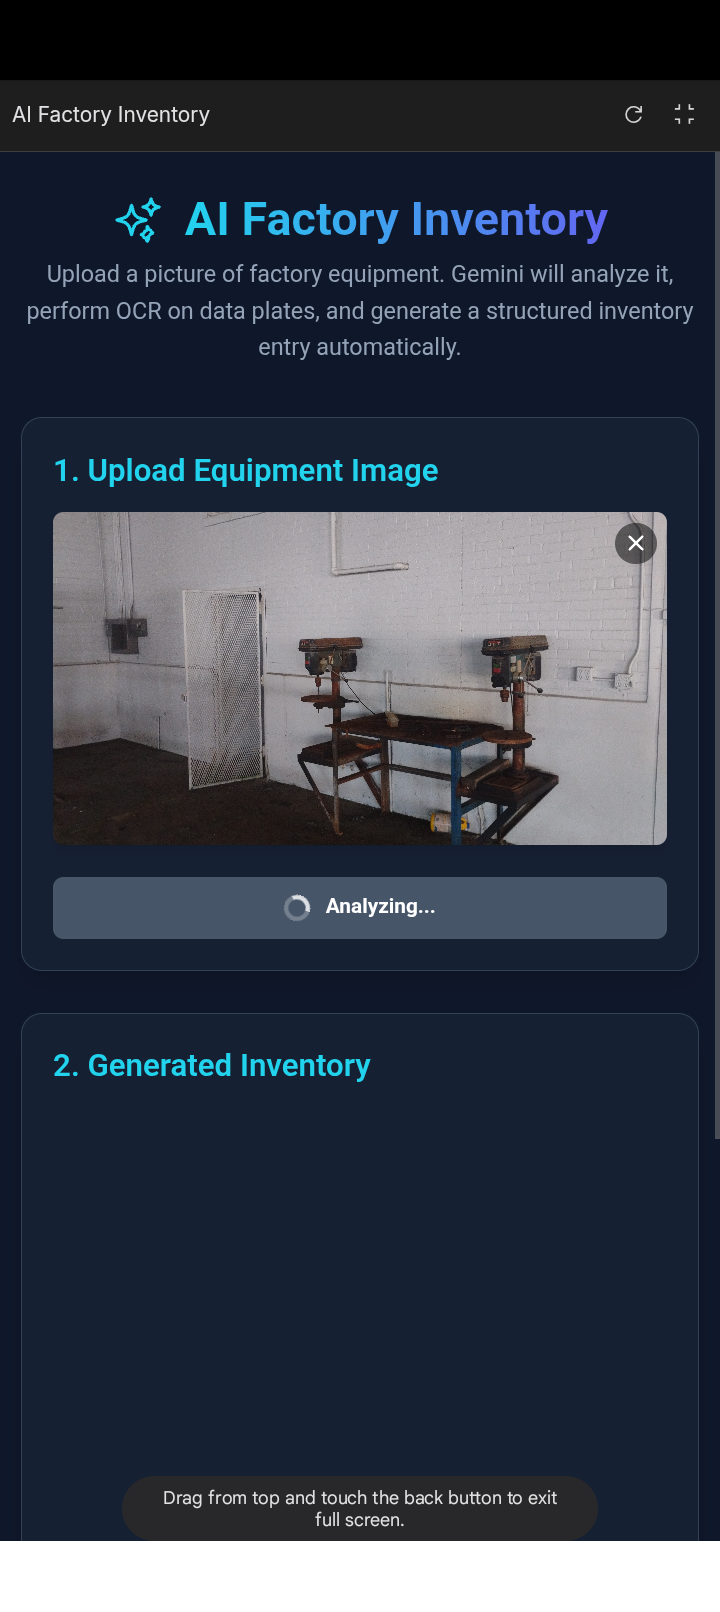 AI Factory Inventory
AI Factory Inventory
Upload a picture of factory equipment. Gemini will analyze it,
perform OCR on data plates, and generate a structured inventory
entry automatically.
1. Upload Equipment Image
JET
Analyzing...
2. Generated Inventory
Drag from top and touch the back button to exit
full screen.